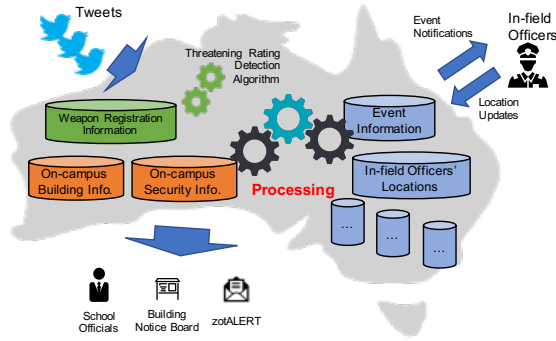 Tweets
Event
Notifications
In-field
Officers
Threatening Rating
Detection
Algorithm
Location
Updates
Weapon Registration
Information
Event
Information
On-campus
Building Info.
On-campus
Security Info.
Processing
In-field Officers'
Locations
...
...
...
School
Officials
Building
Notice Board
zotALERT